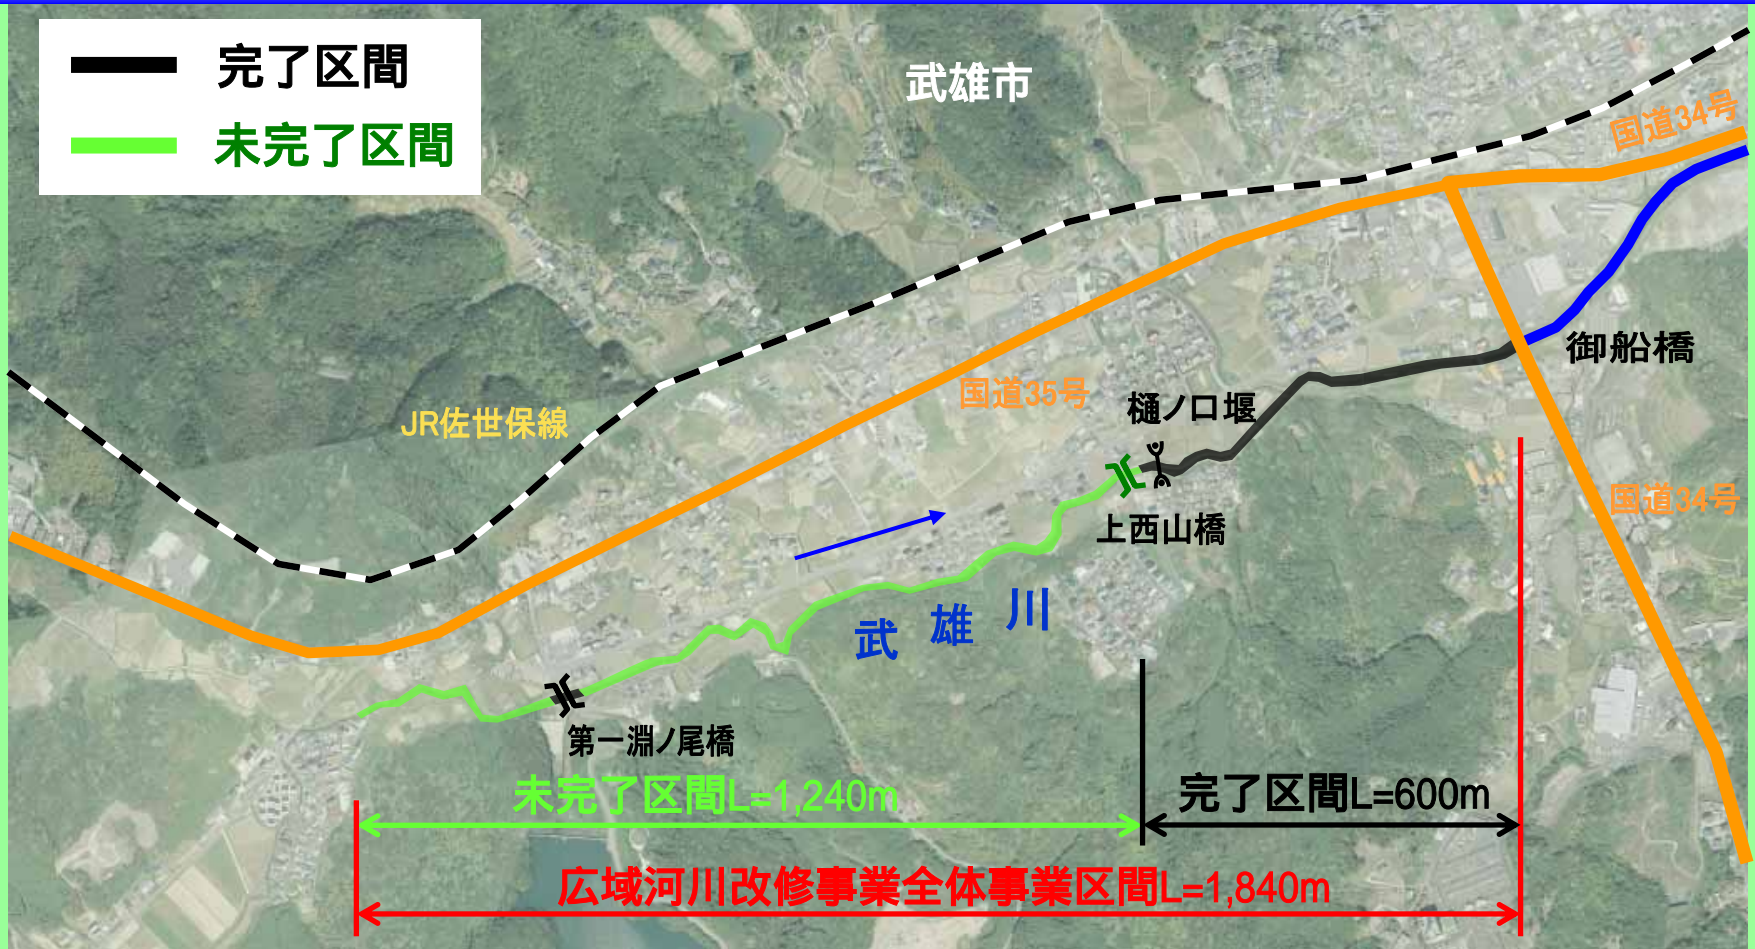 完了区間
未完了区間
武雄市
国道34号
御船橋
国道35号
樋ノ口堰
JR佐世保線
国道34号
上西山橋
武雄川
第一淵ノ尾橋
未完了区間L=1,240m
完了区間L=600m
広域河川改修事業全体事業区間L=1,840m